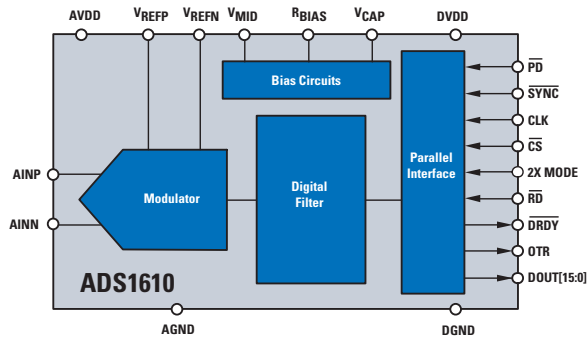 AVDD
VREFP
VREFN
VMID
RBIAS
VCAP
DVDD
Bias Circuits
PD
SYNC
CLK
CS
2X MODE
RD
DRDY
OTR
DOUT[15:0]
Parallel
Interface
AINP
AINN
Modulator
Digital
Filter
ADS1610
AGND
DGND